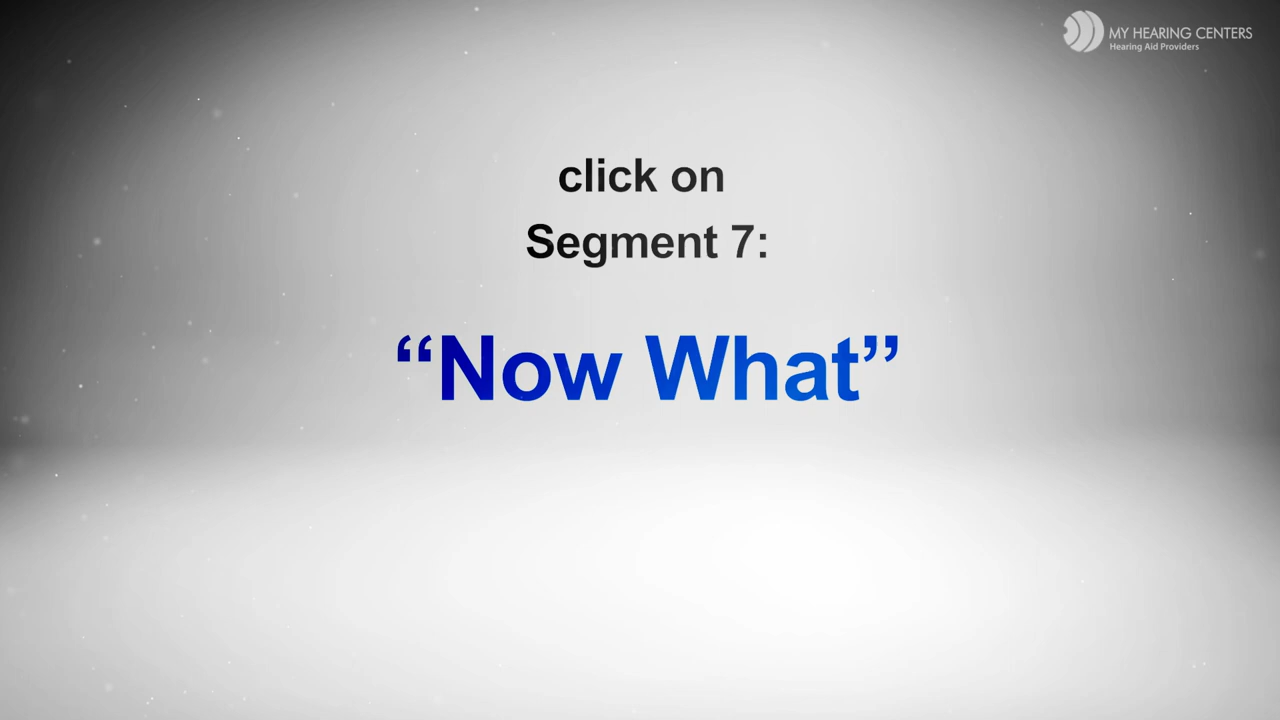 MY HEARING CENTERS
Hearing Aid Providers
click on
Segment 7:
“Now What”